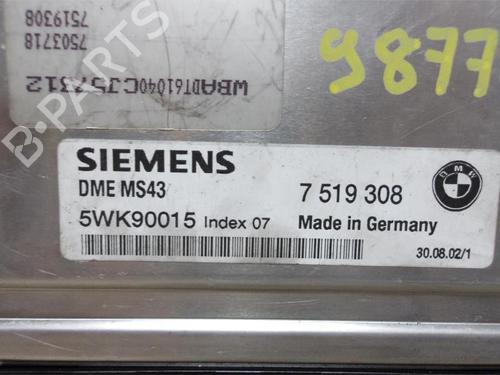 7519308
7503718
WBADT61040CJ57312
9877
SIEMENS
DME MS43
7 519 308
BMW
5WK90015 Index 07
Made in Germany
30.08.02/1
B-PARTS